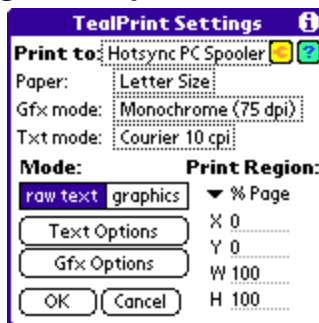 TealPrint Settings i
Print to: Hotsync PC Spooler ?
Paper: Letter Size
Gfx mode: Monochrome (75 dpi)
Txt mode: Courier 10 cpi
Mode: Print Region:
raw text graphics % Page
Text Options X 0
Y 0
Gfx Options W 100
OK Cancel H 100